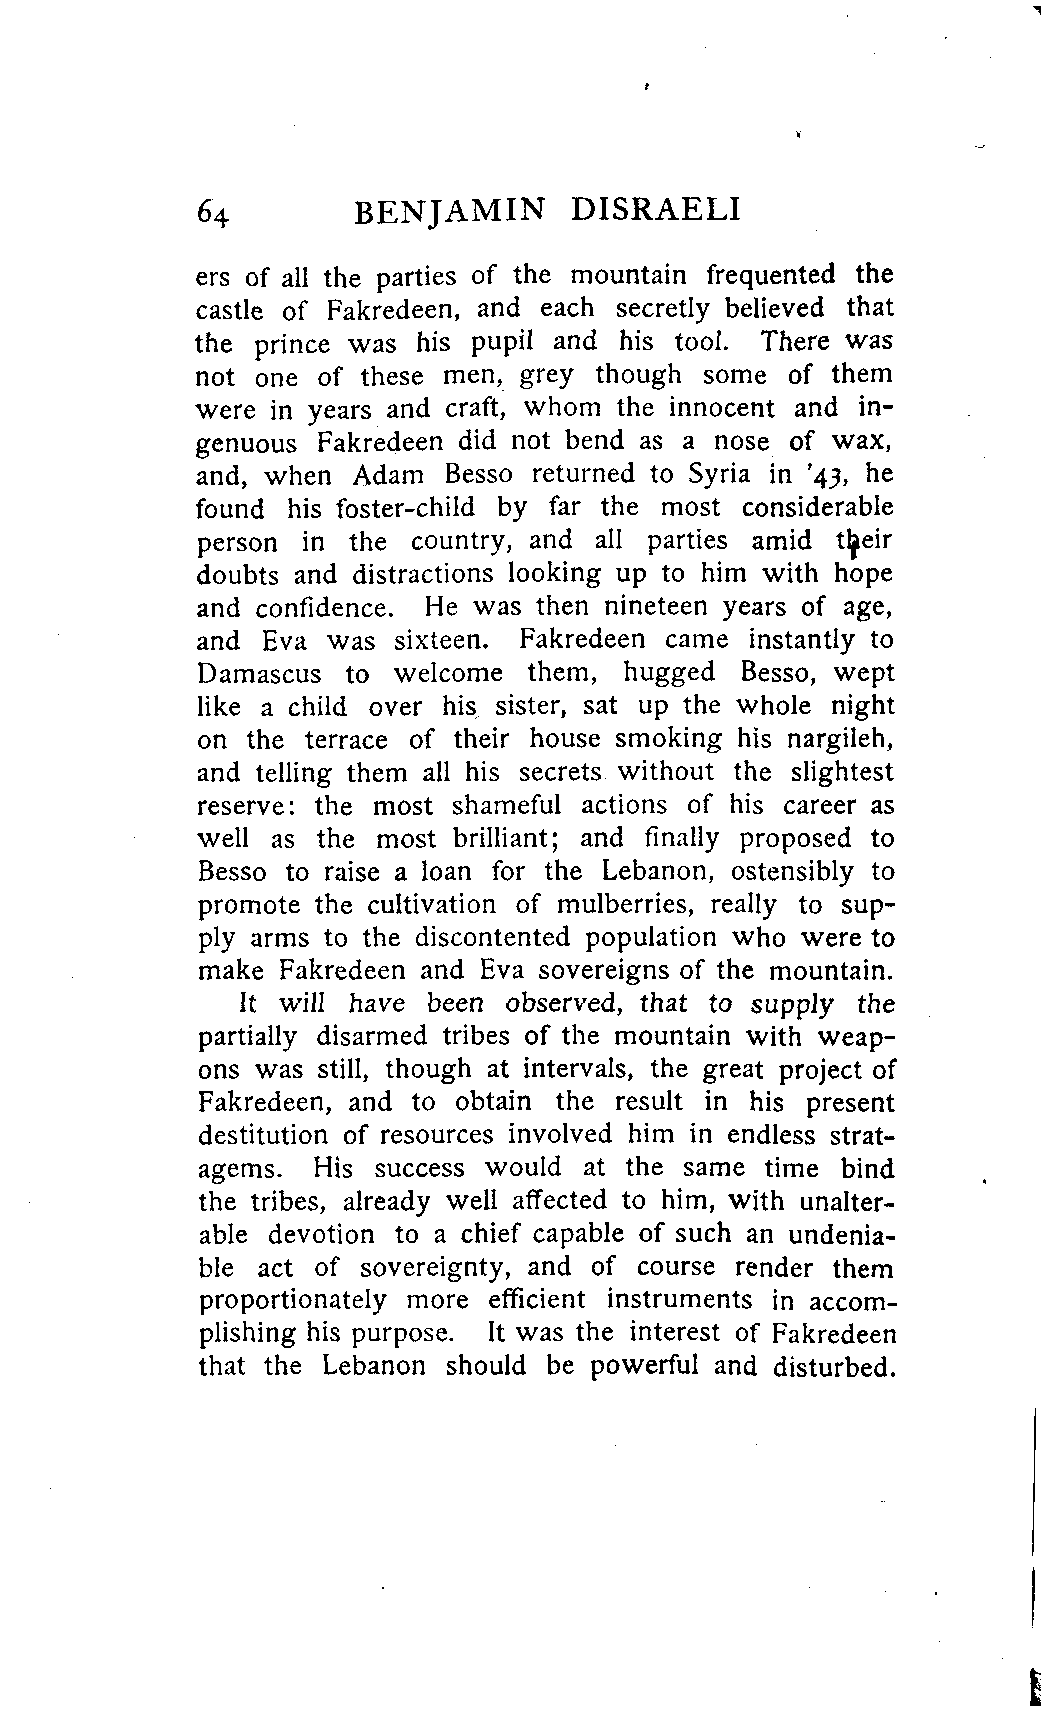 64 BENJAMIN DISRAELI
ers of all the parties of the mountain frequented the
castle of Fakredeen, and each secretly believed that
the prince was his pupil and his tool. There was
not one of these men, grey though some of them
were in years and craft, whom the innocent and in-
genuous Fakredeen did not bend as a nose of wax,
and, when Adam Besso returned to Syria in '43, he
found his foster-child by far the most considerable
person in the country, and all parties amid their
doubts and distractions looking up to him with hope
and confidence. He was then nineteen years of age,
and Eva was sixteen. Fakredeen came instantly to
Damascus to welcome them, hugged Besso, wept
like a child over his sister, sat up the whole night
on the terrace of their house smoking his nargileh,
and telling them all his secrets without the slightest
reserve: the most shameful actions of his career as
well as the most brilliant; and finally proposed to
Besso to raise a loan for the Lebanon, ostensibly to
promote the cultivation of mulberries, really to sup-
ply arms to the discontented population who were to
make Fakredeen and Eva sovereigns of the mountain.
It will have been observed, that to supply the
partially disarmed tribes of the mountain with weap-
ons was still, though at intervals, the great project of
Fakredeen, and to obtain the result in his present
destitution of resources involved him in endless strat-
agems. His success would at the same time bind
the tribes, already well affected to him, with unalter-
able devotion to a chief capable of such an undenia-
ble act of sovereignty, and of course render them
proportionately more efficient instruments in accom-
plishing his purpose. It was the interest of Fakredeen
that the Lebanon should be powerful and disturbed.